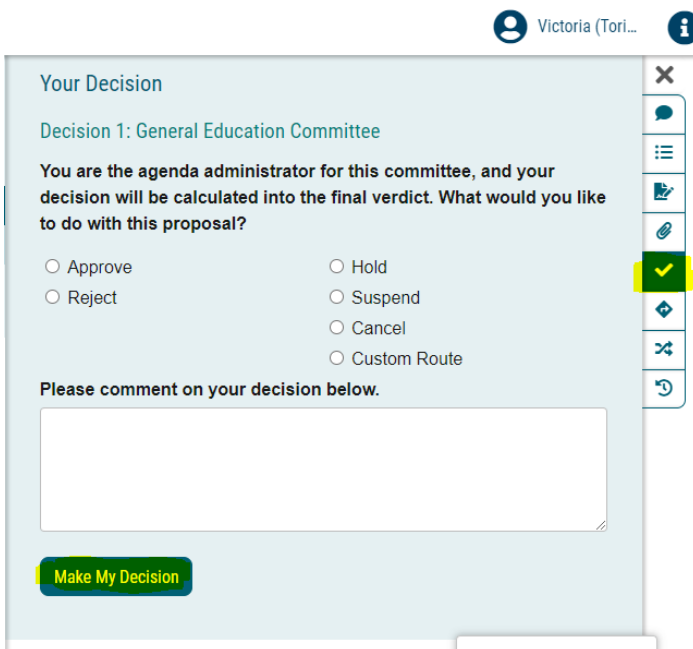 Victoria (Tori...
Your Decision
Decision 1: General Education Committee
You are the agenda administrator for this committee, and your
decision will be calculated into the final verdict. What would you like
to do with this proposal?
Approve
Hold
Reject
Suspend
Cancel
Custom Route
Please comment on your decision below.
Make My Decision